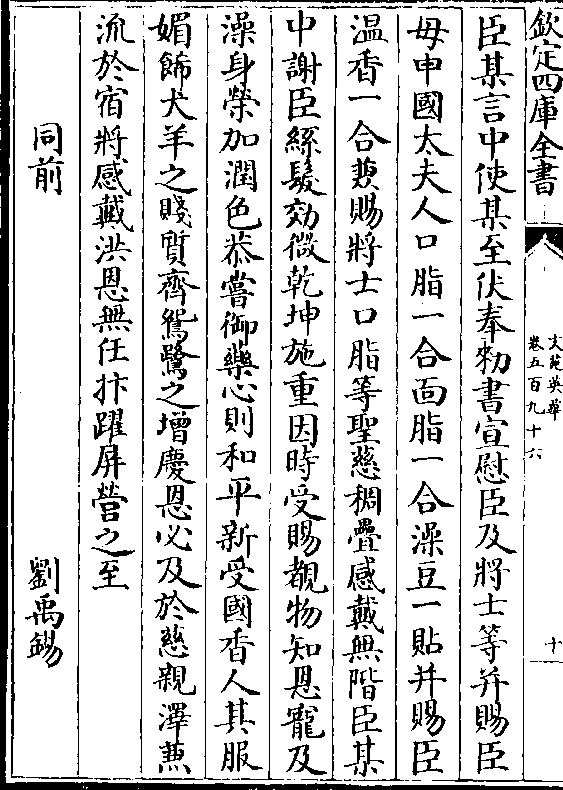 欽定四庫全書
文苑英華
卷五百九十六
十
臣某言中使某至伏奉勑書宣慰臣及將士等并賜臣
母申國太夫人口脂一合面脂一合澡豆一貼并賜臣
温香一合兼賜將士口脂等聖慈稠疊感戴無階臣某
中謝臣絲髮効微乾坤施重因時受賜覩物知恩寵及
澡身榮加潤色恭嘗御藥心則和平新受國香人其服
媚飾犬羊之賤質齊鴛鷺之增慶恩必及於慈親澤兼
流於宿將感戴洪恩無任抃躍屏營之至
同前
劉禹錫